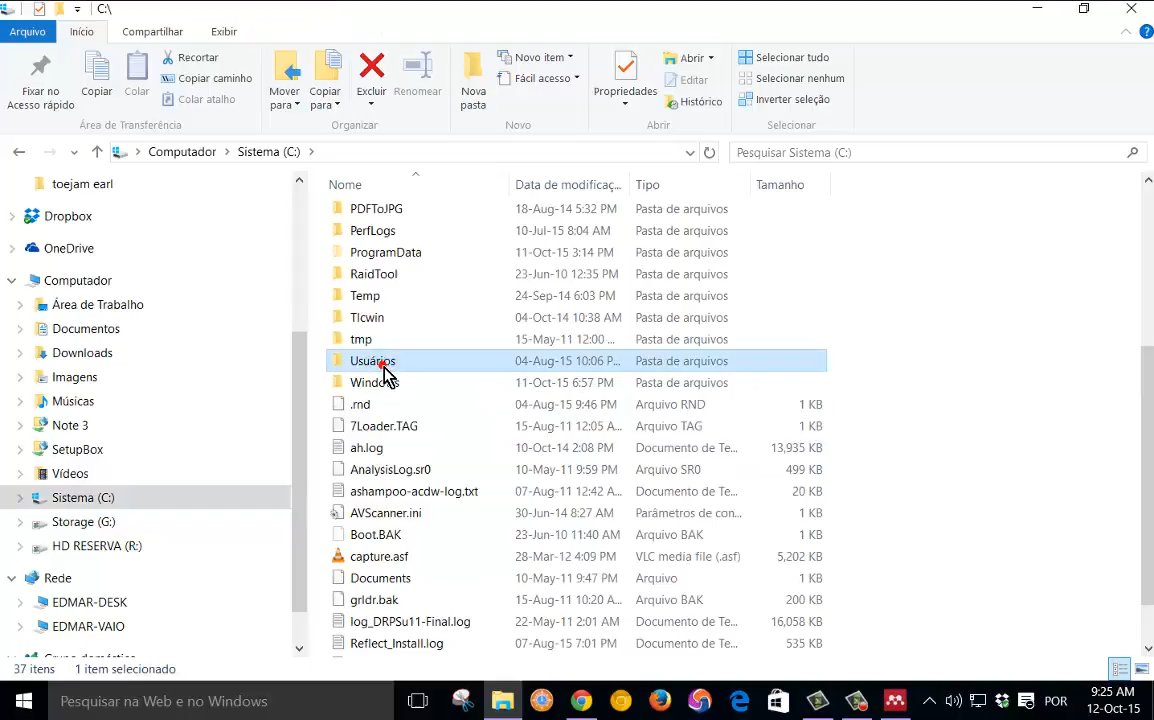 C:\
Arquivo Início Compartilhar Exibir
Fixar no Acesso rápido
Copiar
Colar
Recortar
Copiar caminho
Colar atalho
Área de Transferência
Mover para
Copiar para
Excluir
Renomear
Organizar
Nova pasta
Novo item
Fácil acesso
Novo
Propriedades
Abrir
Editar
Histórico
Abrir
Selecionar tudo
Selecionar nenhum
Inverter seleção
Selecionar
Computador Sistema (C:)
Pesquisar Sistema (C:)
toejam earl
Dropbox
OneDrive
Computador
Área de Trabalho
Documentos
Downloads
Imagens
Músicas
Note 3
SetupBox
Vídeos
Sistema (C:)
Storage (G:)
HD RESERVA (R:)
Rede
EDMAR-DESK
EDMAR-VAIO
Grupo doméstico
Nome Data de modificaç... Tipo Tamanho
PDFToJPG 18-Aug-14 5:32 PM Pasta de arquivos
PerfLogs 10-Jul-15 8:04 AM Pasta de arquivos
ProgramData 11-Oct-15 3:14 PM Pasta de arquivos
RaidTool 23-Jun-10 12:35 PM Pasta de arquivos
Temp 24-Sep-14 6:03 PM Pasta de arquivos
Tlcwin 04-Oct-14 10:38 AM Pasta de arquivos
tmp 15-May-11 12:00 ... Pasta de arquivos
Usuários 04-Aug-15 10:06 P... Pasta de arquivos
Windows 11-Oct-15 6:57 PM Pasta de arquivos
.rnd 04-Aug-15 9:46 PM Arquivo RND 1 KB
7Loader.TAG 15-Aug-11 12:05 A... Arquivo TAG 1 KB
ah.log 10-Oct-14 2:08 PM Documento de Te... 13,935 KB
AnalysisLog.sr0 10-May-11 9:59 PM Arquivo SR0 499 KB
ashampoo-acdw-log.txt 07-Aug-11 12:42 A... Documento de Te... 20 KB
AVScanner.ini 30-Jun-14 8:27 AM Parâmetros de con... 1 KB
Boot.BAK 23-Jun-10 11:40 AM Arquivo BAK 1 KB
capture.asf 28-Mar-12 4:09 PM VLC media file (.asf) 5,202 KB
Documents 10-May-11 9:47 PM Arquivo 1 KB
grldr.bak 15-Aug-11 10:20 A... Arquivo BAK 200 KB
log_DRPSu11-Final.log 22-May-11 2:01 AM Documento de Te... 16,058 KB
Reflect_Install.log 07-Aug-15 7:01 PM Documento de Te... 535 KB
37 itens 1 item selecionado
Pesquisar na Web e no Windows
POR
9:25 AM
12-Oct-15